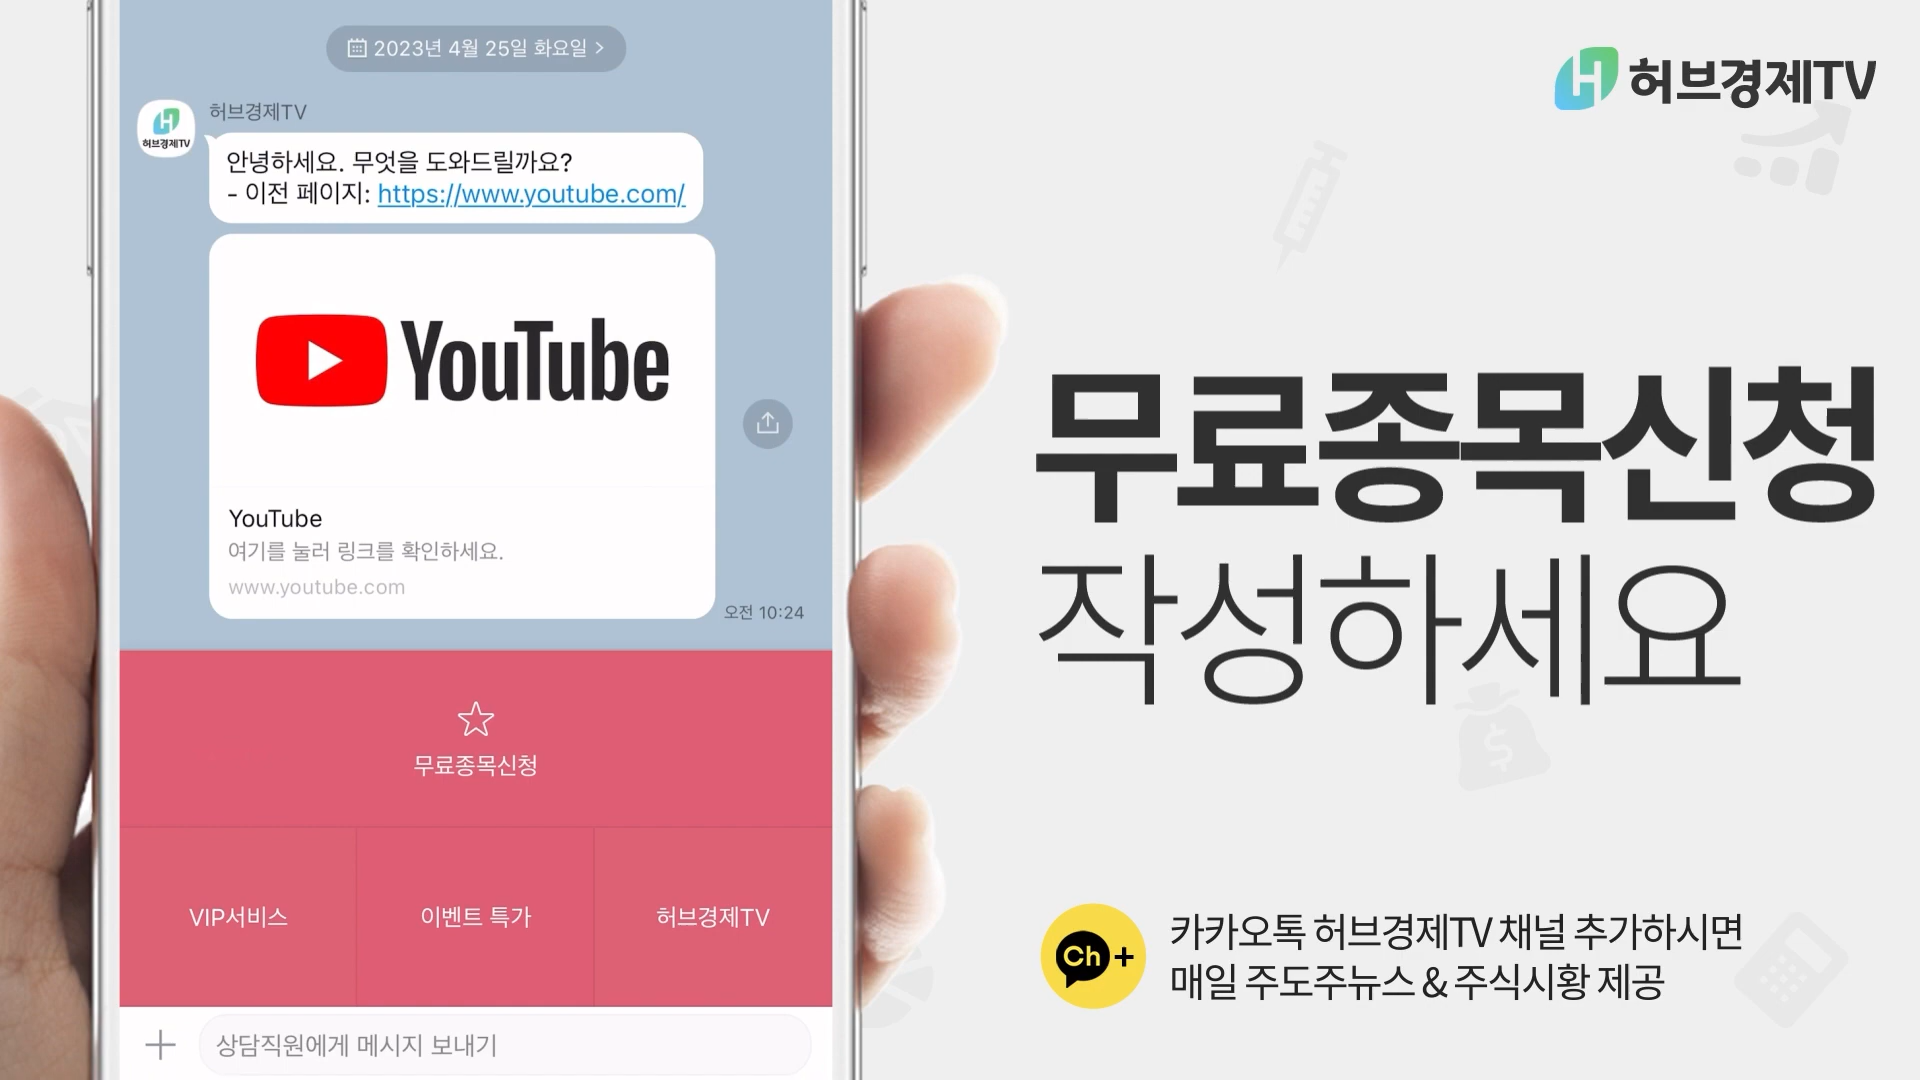 2023년 4월 25일 화요일 >
허브경제TV
허브경제TV
안녕하세요. 무엇을 도와드릴까요?
- 이전 페이지: https://www.youtube.com/
YouTube
YouTube
여기를 눌러 링크를 확인하세요.
www.youtube.com
오전 10:24
무료종목신청
VIP서비스
이벤트 특가
허브경제TV
상담직원에게 메시지 보내기
허브경제TV
무료종목신청
작성하세요
Ch+
카카오톡 허브경제TV 채널 추가하시면
매일 주도주뉴스 & 주식시황 제공